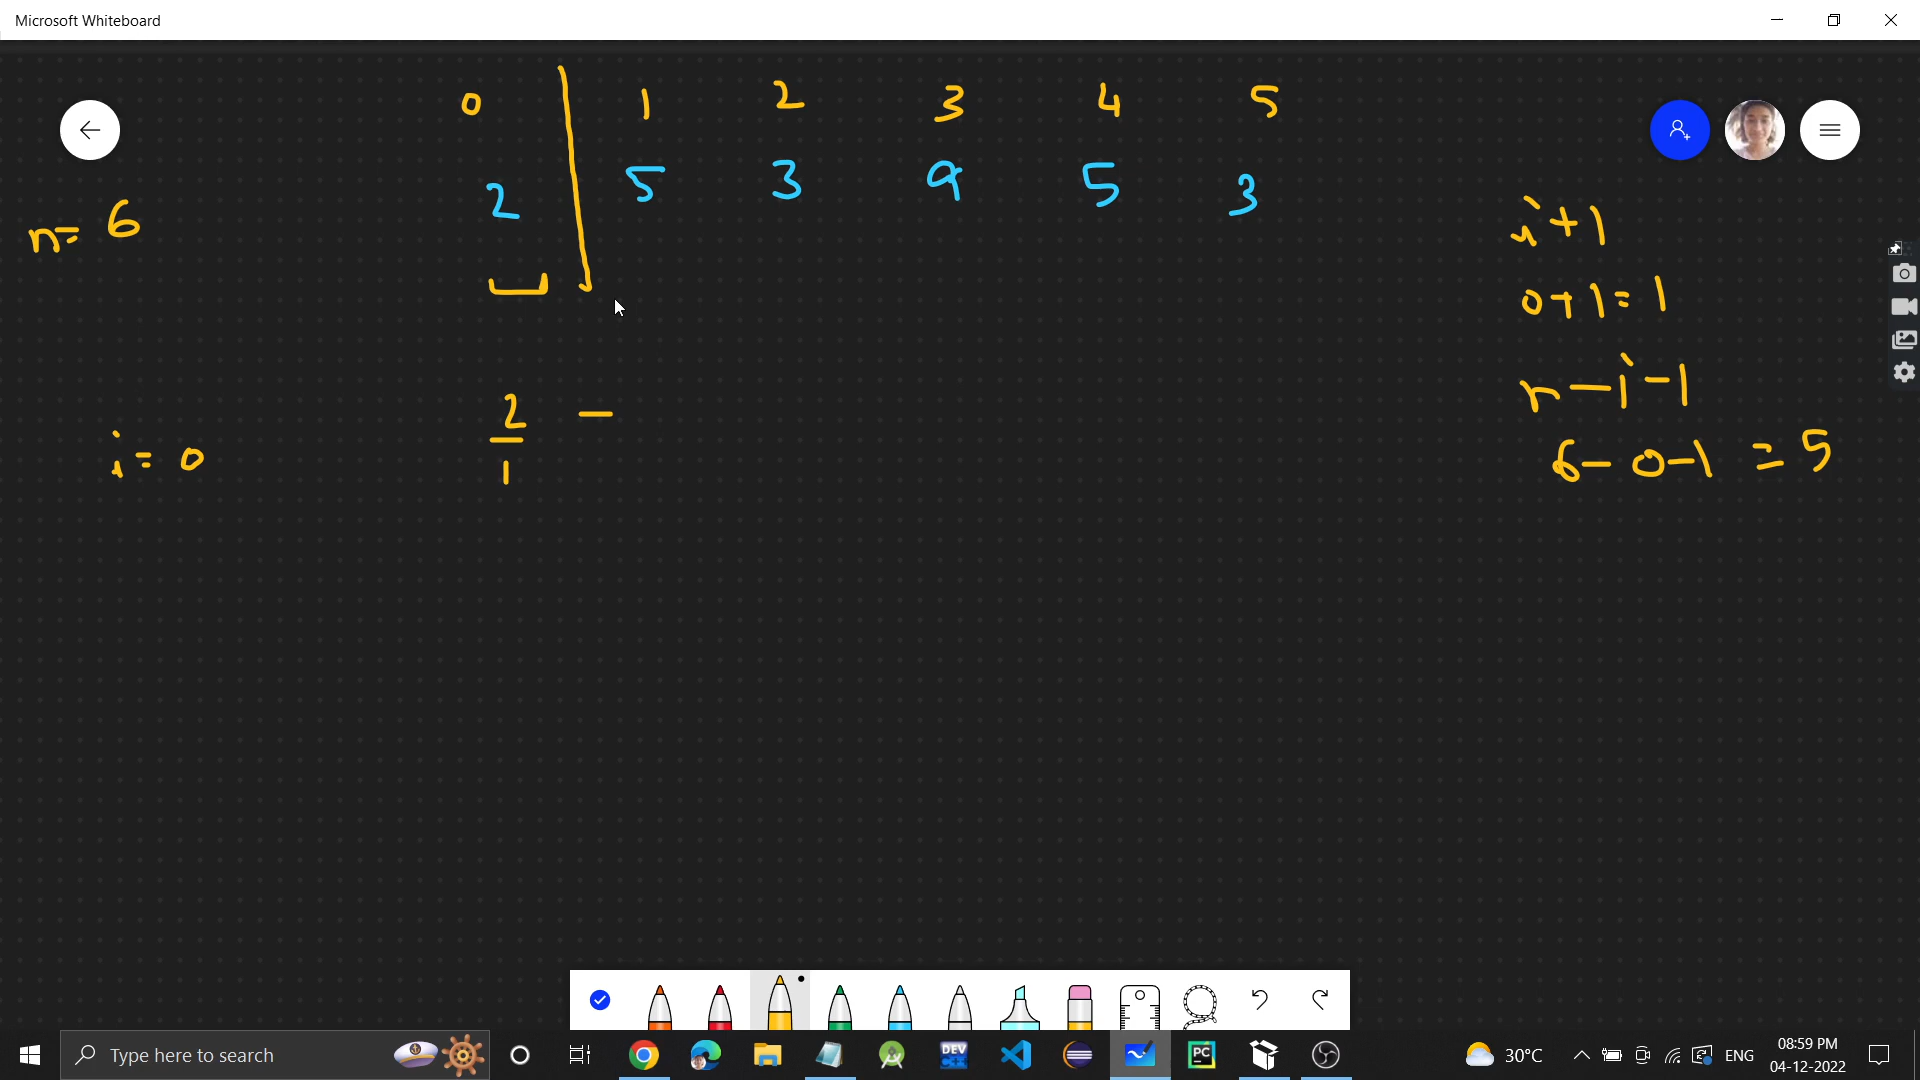 Microsoft Whiteboard
0 1 2 3 4 5
2 5 3 9 5 3
n= 6
i+1
0+1=1
n-i-1
6-0-1 =5
i=0
2 -
1
Type here to search
DEV
C++
PC
30°C
ENG
08:59 PM
04-12-2022